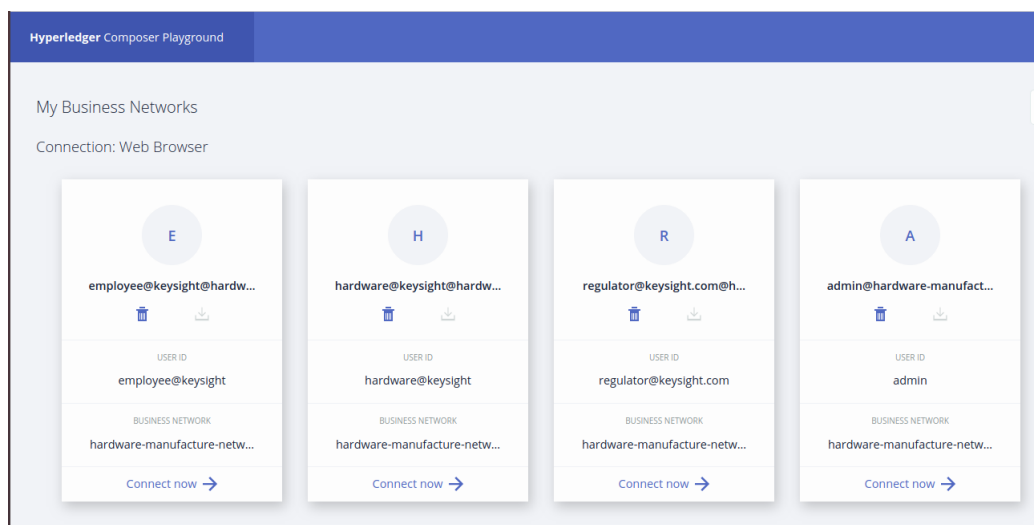 Hyperledger Composer Playground
My Business Networks
Connection: Web Browser
E
employee@keysight@hardw...
USER ID
employee@keysight
BUSINESS NETWORK
hardware-manufacture-netw...
Connect now
H
hardware@keysight@hardw...
USER ID
hardware@keysight
BUSINESS NETWORK
hardware-manufacture-netw...
Connect now
R
regulator@keysight.com@h...
USER ID
regulator@keysight.com
BUSINESS NETWORK
hardware-manufacture-netw...
Connect now
A
admin@hardware-manufact...
USER ID
admin
BUSINESS NETWORK
hardware-manufacture-netw...
Connect now